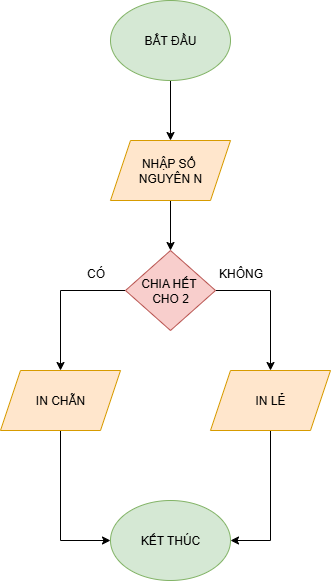 BẮT ĐẦU
NHẬP SỐ
NGUYÊN N
CÓ
KHÔNG
CHIA HẾT
CHO 2
IN CHẴN
IN LẺ
KẾT THÚC